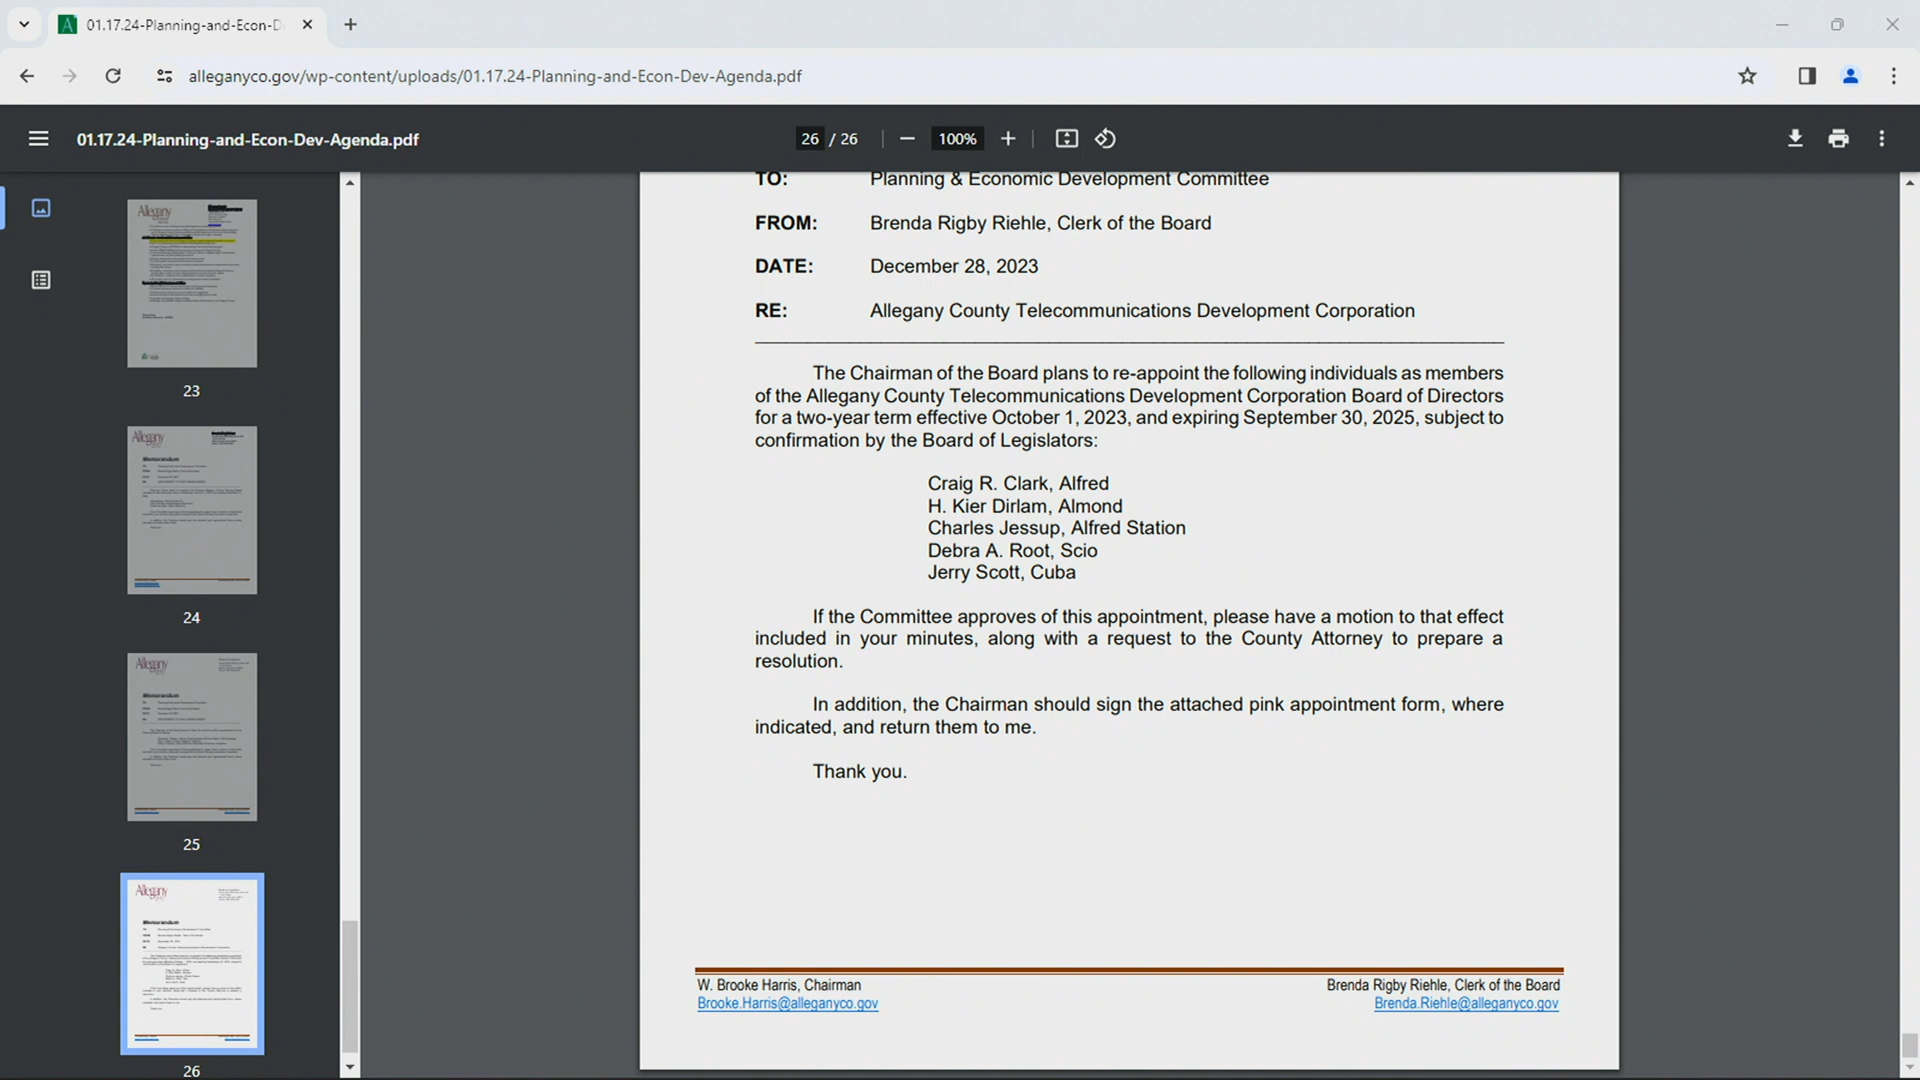 01.17.24-Planning-and-Econ-D
alleganyco.gov/wp-content/uploads/01.17.24-Planning-and-Econ-Dev-Agenda.pdf
01.17.24-Planning-and-Econ-Dev-Agenda.pdf
26 / 26
100%
TO: Planning & Economic Development Committee
FROM: Brenda Rigby Riehle, Clerk of the Board
DATE: December 28, 2023
RE: Allegany County Telecommunications Development Corporation
The Chairman of the Board plans to re-appoint the following individuals as members
of the Allegany County Telecommunications Development Corporation Board of Directors
for a two-year term effective October 1, 2023, and expiring September 30, 2025, subject to
confirmation by the Board of Legislators:
Craig R. Clark, Alfred
H. Kier Dirlam, Almond
Charles Jessup, Alfred Station
Debra A. Root, Scio
Jerry Scott, Cuba
If the Committee approves of this appointment, please have a motion to that effect
included in your minutes, along with a request to the County Attorney to prepare a
resolution.
In addition, the Chairman should sign the attached pink appointment form, where
indicated, and return them to me.
Thank you.
W. Brooke Harris, Chairman
Brooke.Harris@alleganyco.gov
Brenda Rigby Riehle, Clerk of the Board
Brenda.Riehle@alleganyco.gov
Allegany
23
Allegany
Memorandum
24
Allegany
Memorandum
25
Allegany
Memorandum
26